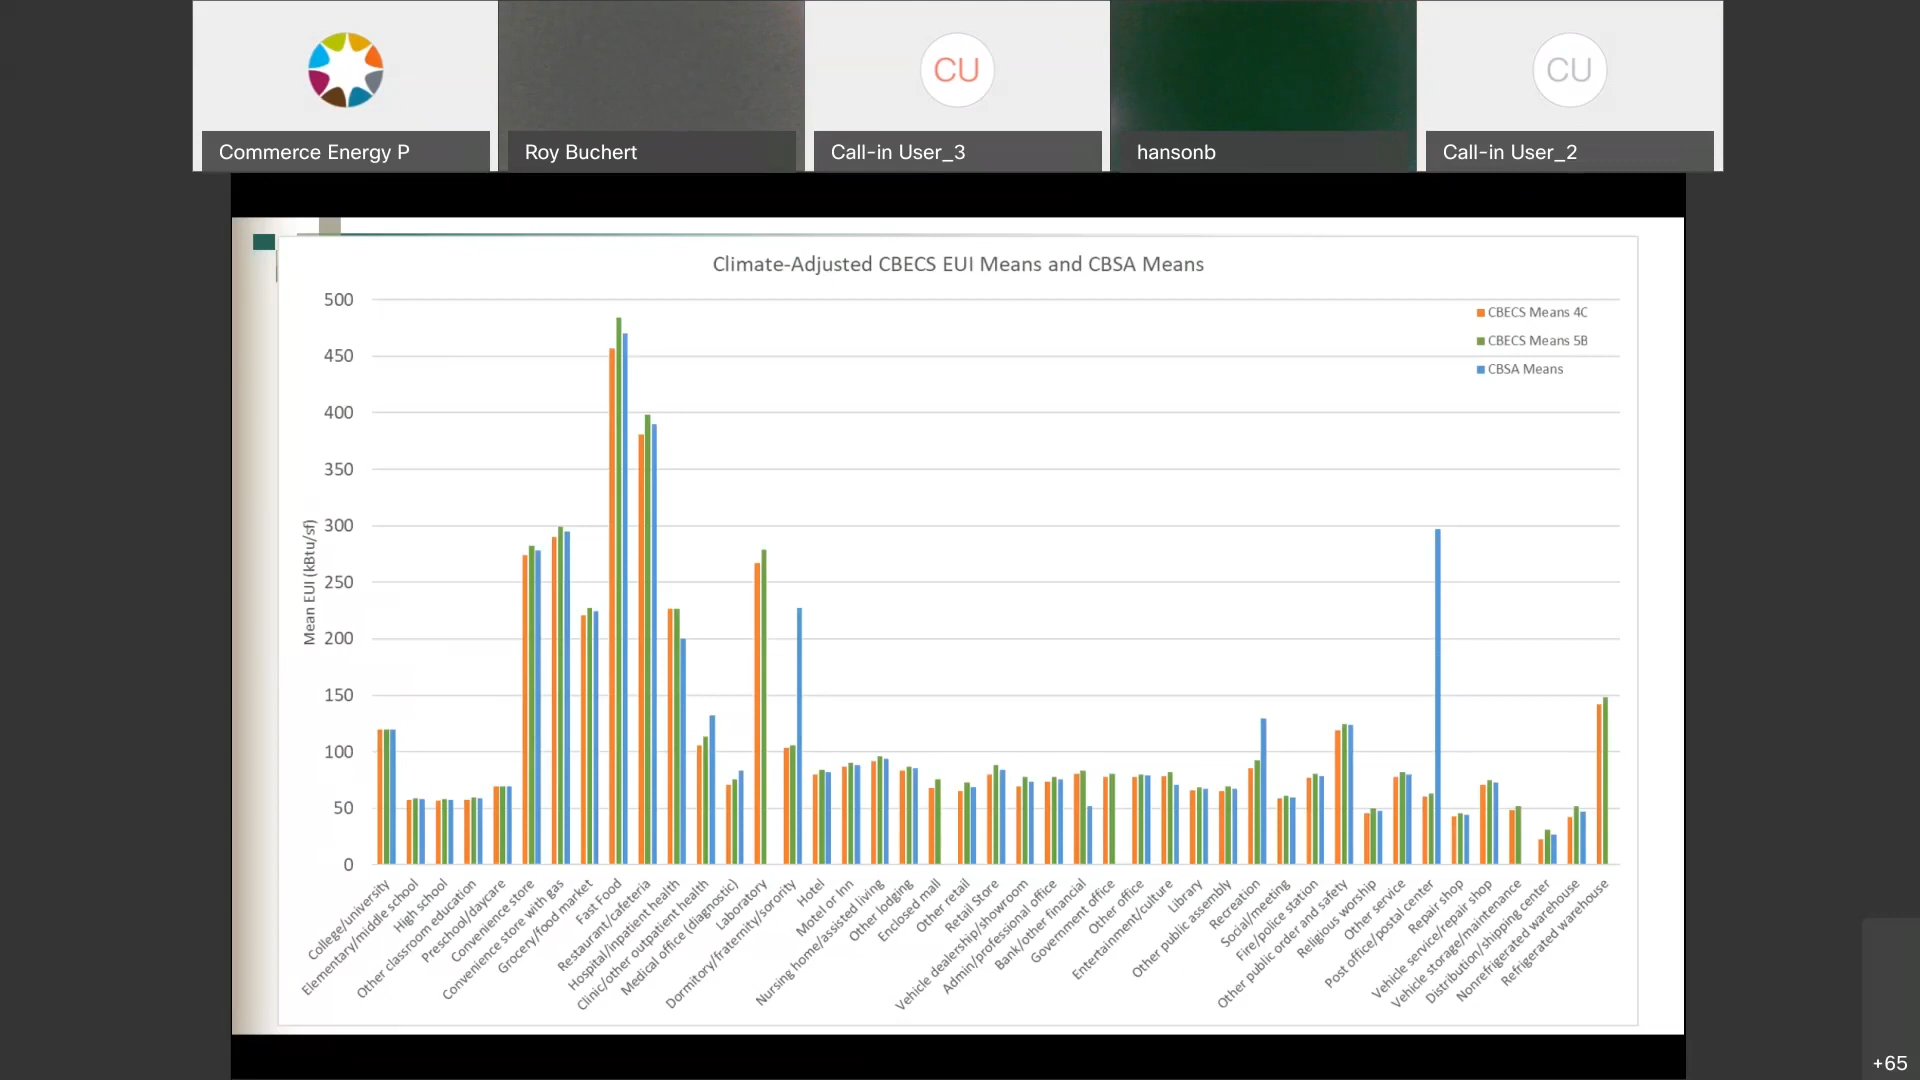 CU
CU
Commerce Energy P
Roy Buchert
Call-in User_3
hansonb
Call-in User_2
Climate-Adjusted CBECS EUI Means and CBSA Means
CBECS Means 4C
CBECS Means 5B
CBSA Means
Mean EUI (kBtu/sf)
500
450
400
350
300
250
200
150
100
50
0
College/university
Elementary/middle school
High school
Other classroom education
Preschool/daycare
Convenience store
Convenience store with gas
Grocery/food market
Fast Food
Restaurant/cafeteria
Hospital/inpatient health
Clinic/other outpatient health
Medical office (diagnostic)
Laboratory
Dormitory/fraternity/sorority
Hotel
Motel or Inn
Nursing home/assisted living
Other lodging
Enclosed mall
Other retail
Retail Store
Vehicle dealership/showroom
Admin/professional office
Bank/other financial
Government office
Other office
Entertainment/culture
Library
Other public assembly
Recreation
Social/meeting
Fire/police station
Other public order and safety
Religious worship
Other service
Post office/postal center
Repair shop
Vehicle service/repair shop
Vehicle storage/maintenance
Distribution/shipping center
Nonrefrigerated warehouse
Refrigerated warehouse
+65